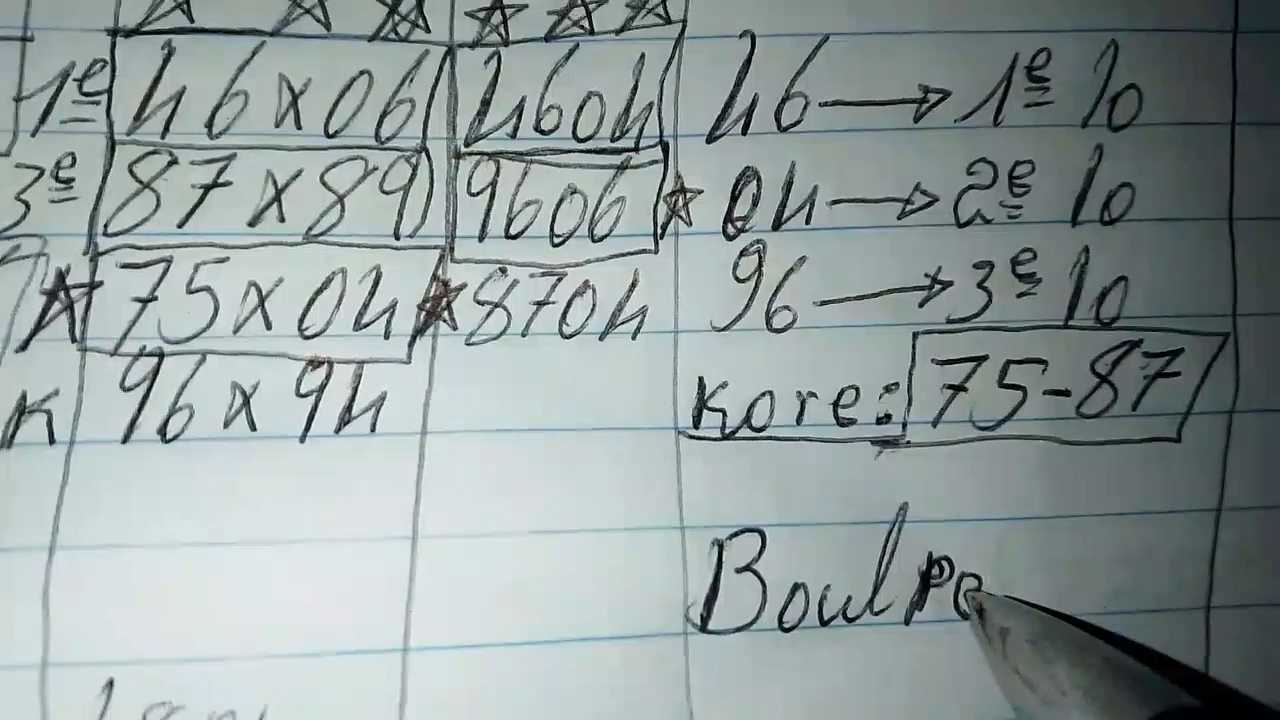 1e 46x06 4604 46 → 1e lo
3e 87x89 9606 04 → 2e lo
75x04 8704 96 → 3e lo
K 96x94 Kore: 75-87
Boul